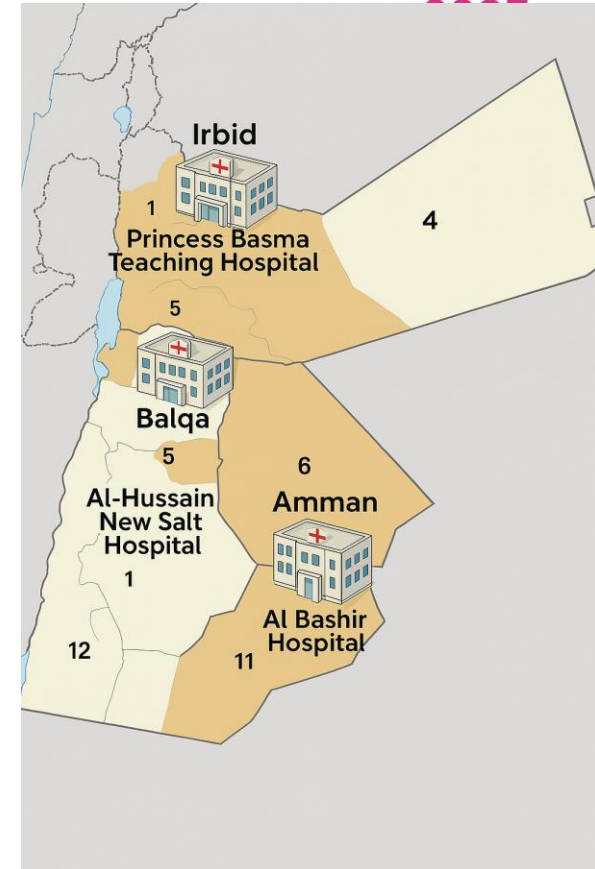 Irbid
1
Princess Basma
Teaching Hospital
4
5
Balqa
5
6
Al-Hussain
New Salt
Hospital
Amman
1
Al Bashir
Hospital
12
11